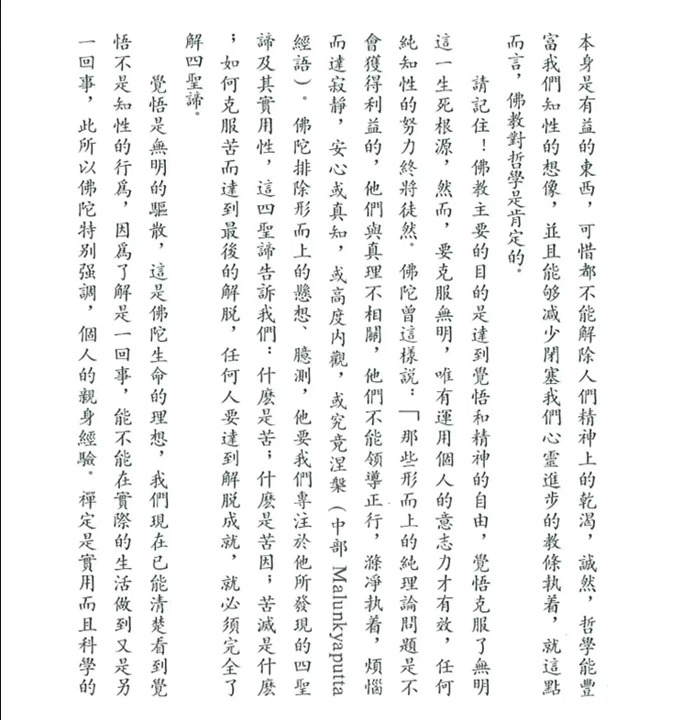 本身是有益的東西，可惜都不能解除人們精神上的乾渴，誠然，哲學能豐
富我們知性的想像，並且能够减少閉塞我們心靈進步的教條执着，就這點
而言，佛教對哲學是肯定的。
請記住！佛教主要的目的是達到覺悟和精神的自由，覺悟克服了無明
這一生死根源，然而，要克服無明，唯有運用個人的意志力才有效，任何
純知性的努力終將徒然。佛陀曾這樣説：「那些形而上的純理論問題是不
會獲得利益的，他們與真理不相關，他們不能領導正行，滌凈执着，煩惱
而達寂靜，安心或真知，或高度内觀，或究竟涅槃(中部 Malunkyaputta
經語)。佛陀排除形而上的懸想、臆測，他要我們專注於他所發現的四聖
諦及其實用性，這四聖諦告訴我們：什麽是苦；什麽是苦因；苦滅是什麽
；如何克服苦而達到最後的解脱，任何人要達到解脱成就，就必須完全了
解四聖諦。
覺悟是無明的驅散，這是佛陀生命的理想，我們現在已能清楚看到覺
悟不是知性的行爲，因爲了解是一回事，能不能在實際的生活做到又是另
一回事，此所以佛陀特别强調，個人的親身經驗。禪定是實用而且科學的